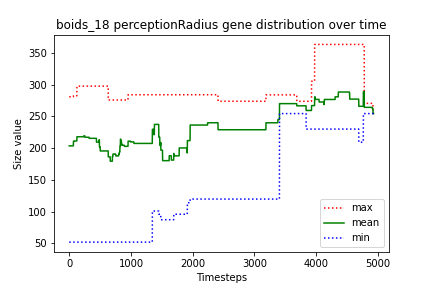 boids_18 perceptionRadius gene distribution over time
Size value
350
300
250
200
150
100
50
0
1000
2000
3000
4000
5000
Timesteps
max
mean
min